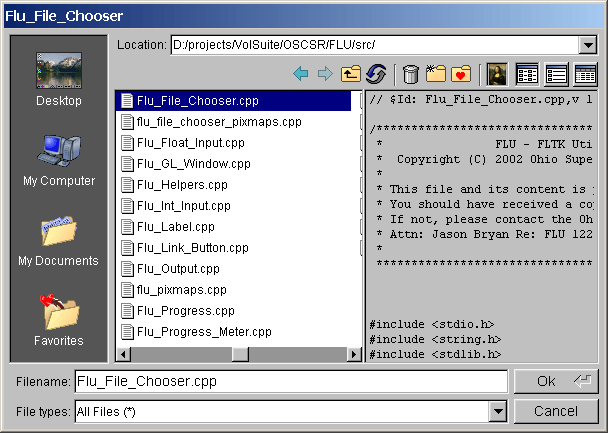 Flu_File_Chooser
Location: D:/projects/VolSuite/OSCSR/FLU/src/
Desktop
My Computer
My Documents
Favorites
Flu_File_Chooser.cpp
flu_file_chooser_pixmaps.cpp
Flu_Float_Input.cpp
Flu_GL_Window.cpp
Flu_Helpers.cpp
Flu_Int_Input.cpp
Flu_Label.cpp
Flu_Link_Button.cpp
Flu_Output.cpp
flu_pixmaps.cpp
Flu_Progress.cpp
Flu_Progress_Meter.cpp
// $Id: Flu_File_Chooser.cpp,v 1
/*******************************
* FLU - FLTK Uti
* Copyright (C) 2002 Ohio Supe
*
* This file and its content is
* You should have received a co
* If not, please contact the Oh
* Attn: Jason Bryan Re: FLU 122
*
*******************************
#include <stdio.h>
#include <string.h>
#include <stdlib.h>
Filename: Flu_File_Chooser.cpp
Ok
File types: All Files (*)
Cancel